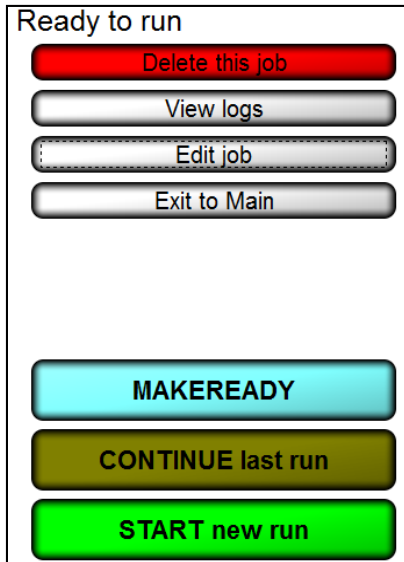 Ready to run
Delete this job
View logs
Edit job
Exit to Main
MAKEREADY
CONTINUE last run
START new run